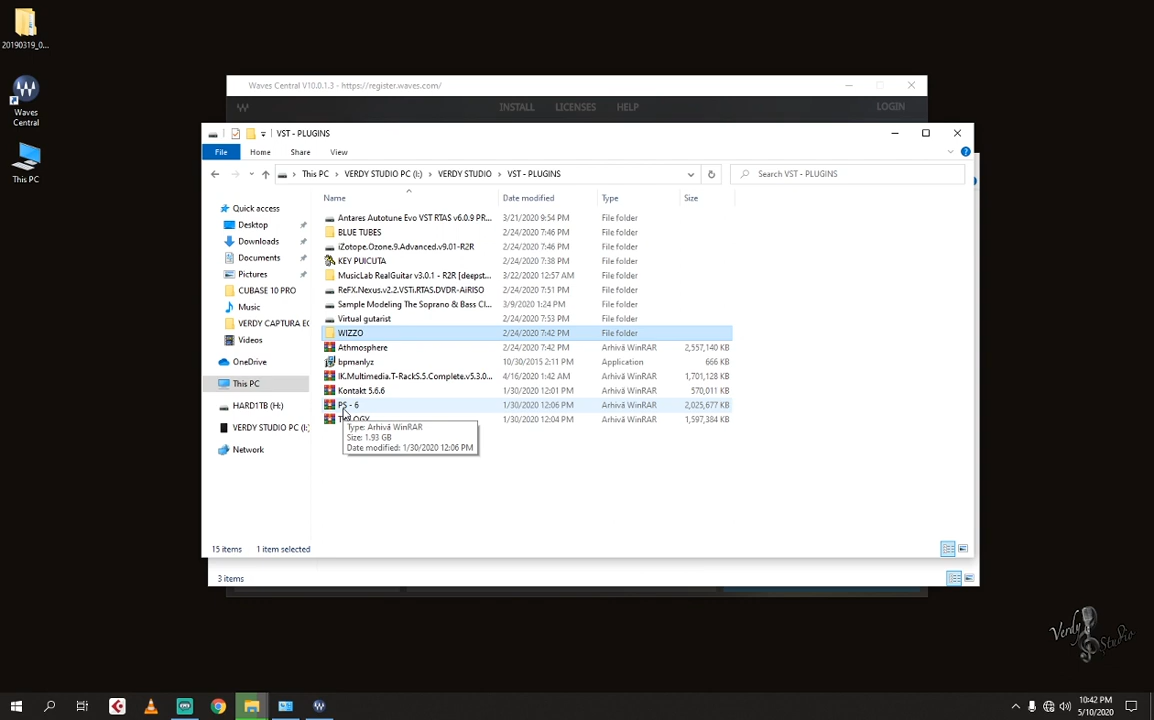 20190319_0...
Waves
Central
This PC
Waves Central V10.0.1.3 - https://register.waves.com/
INSTALL LICENSES HELP LOGIN
VST - PLUGINS
File Home Share View
This PC VERDY STUDIO PC (I:) VERDY STUDIO VST - PLUGINS Search VST - PLUGINS
Name Date modified Type Size
Quick access
Desktop
Downloads
Documents
Pictures
CUBASE 10 PRO
Music
VERDY CAPTURA EC
Videos
OneDrive
This PC
HARD1TB (H:)
VERDY STUDIO PC (I:)
Network
Antares Autotune Evo VST RTAS v6.0.9 PR... 3/21/2020 9:54 PM File folder
BLUE TUBES 2/24/2020 7:46 PM File folder
iZotope.Ozone.9.Advanced.v9.01-R2R 2/24/2020 7:46 PM File folder
KEY PUICUTA 2/24/2020 7:38 PM File folder
MusicLab RealGuitar v3.0.1 - R2R [deepst... 3/22/2020 12:57 AM File folder
ReFX.Nexus.v2.2.VSTi.RTAS.DVDR-AiRISO 2/24/2020 7:51 PM File folder
Sample Modeling The Soprano & Bass Cl... 3/9/2020 1:24 PM File folder
Virtual gutarist 2/24/2020 7:53 PM File folder
WIZZO 2/24/2020 7:42 PM File folder
Athmosphere 2/24/2020 7:42 PM Arhivă WinRAR 2,557,140 KB
bpmanlyz 10/30/2015 2:11 PM Application 666 KB
IK.Multimedia.T-RackS.5.Complete.v5.3.0... 4/16/2020 1:42 AM Arhivă WinRAR 1,701,128 KB
Kontakt 5.6.6 1/30/2020 12:01 PM Arhivă WinRAR 570,011 KB
PS - 6 1/30/2020 12:06 PM Arhivă WinRAR 2,025,677 KB
1/30/2020 12:04 PM Arhivă WinRAR 1,597,384 KB
Type: Arhivă WinRAR
Size: 1.93 GB
Date modified: 1/30/2020 12:06 PM
15 items 1 item selected
3 items
Verdy Studio
10:42 PM
5/10/2020